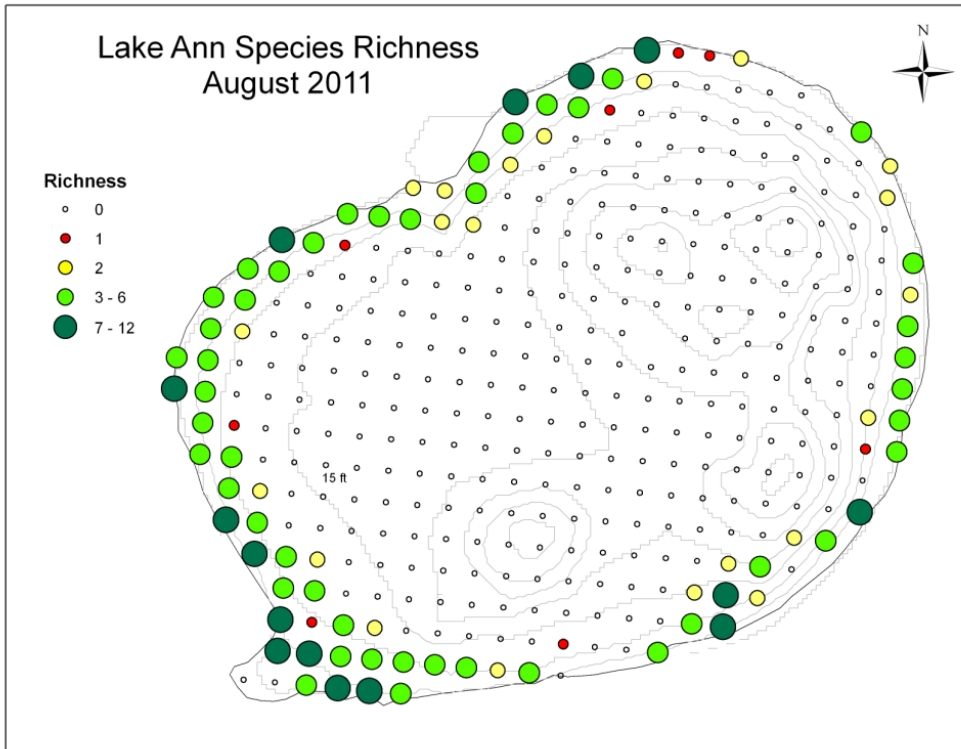 Lake Ann Species Richness
August 2011
N
Richness
0
1
2
3 - 6
7 - 12
15 ft